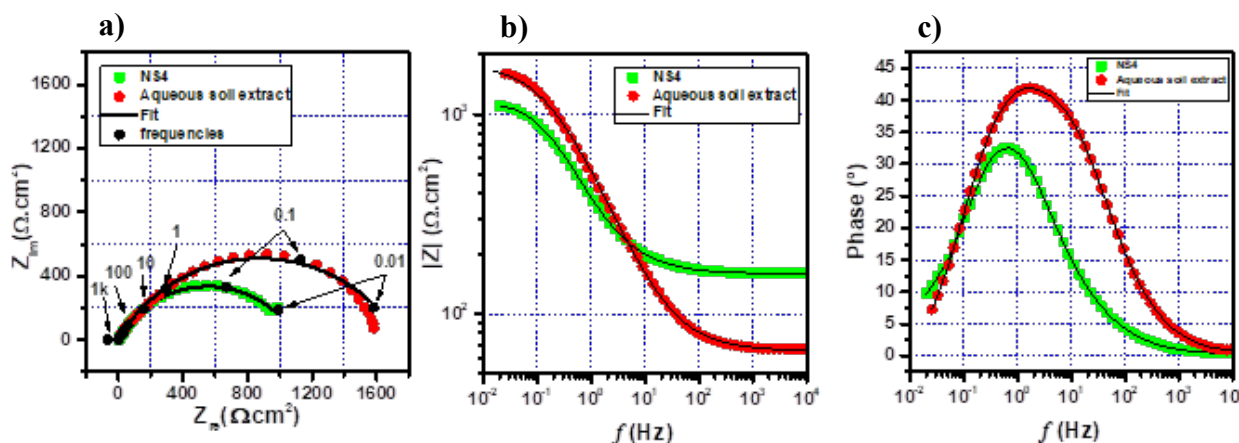 a)
1600
1200
800
400
0
Z_Im(Ω.cm²)
NS4
Aqueous soil extract
Fit
frequencies
1k
100
10
1
0.1
0.01
0 400 800 1200 1600
Z_re(Ωcm²)
b)
10³
10²
|Z| (Ω.cm²)
NS4
Aqueous soil extract
Fit
10⁻² 10⁻¹ 10⁰ 10¹ 10² 10³ 10⁴
f (Hz)
c)
45
40
35
30
25
20
15
10
5
0
Phase (°)
NS4
Aqueous soil extract
Fit
10⁻² 10⁻¹ 10⁰ 10¹ 10² 10³ 10⁴
f (Hz)